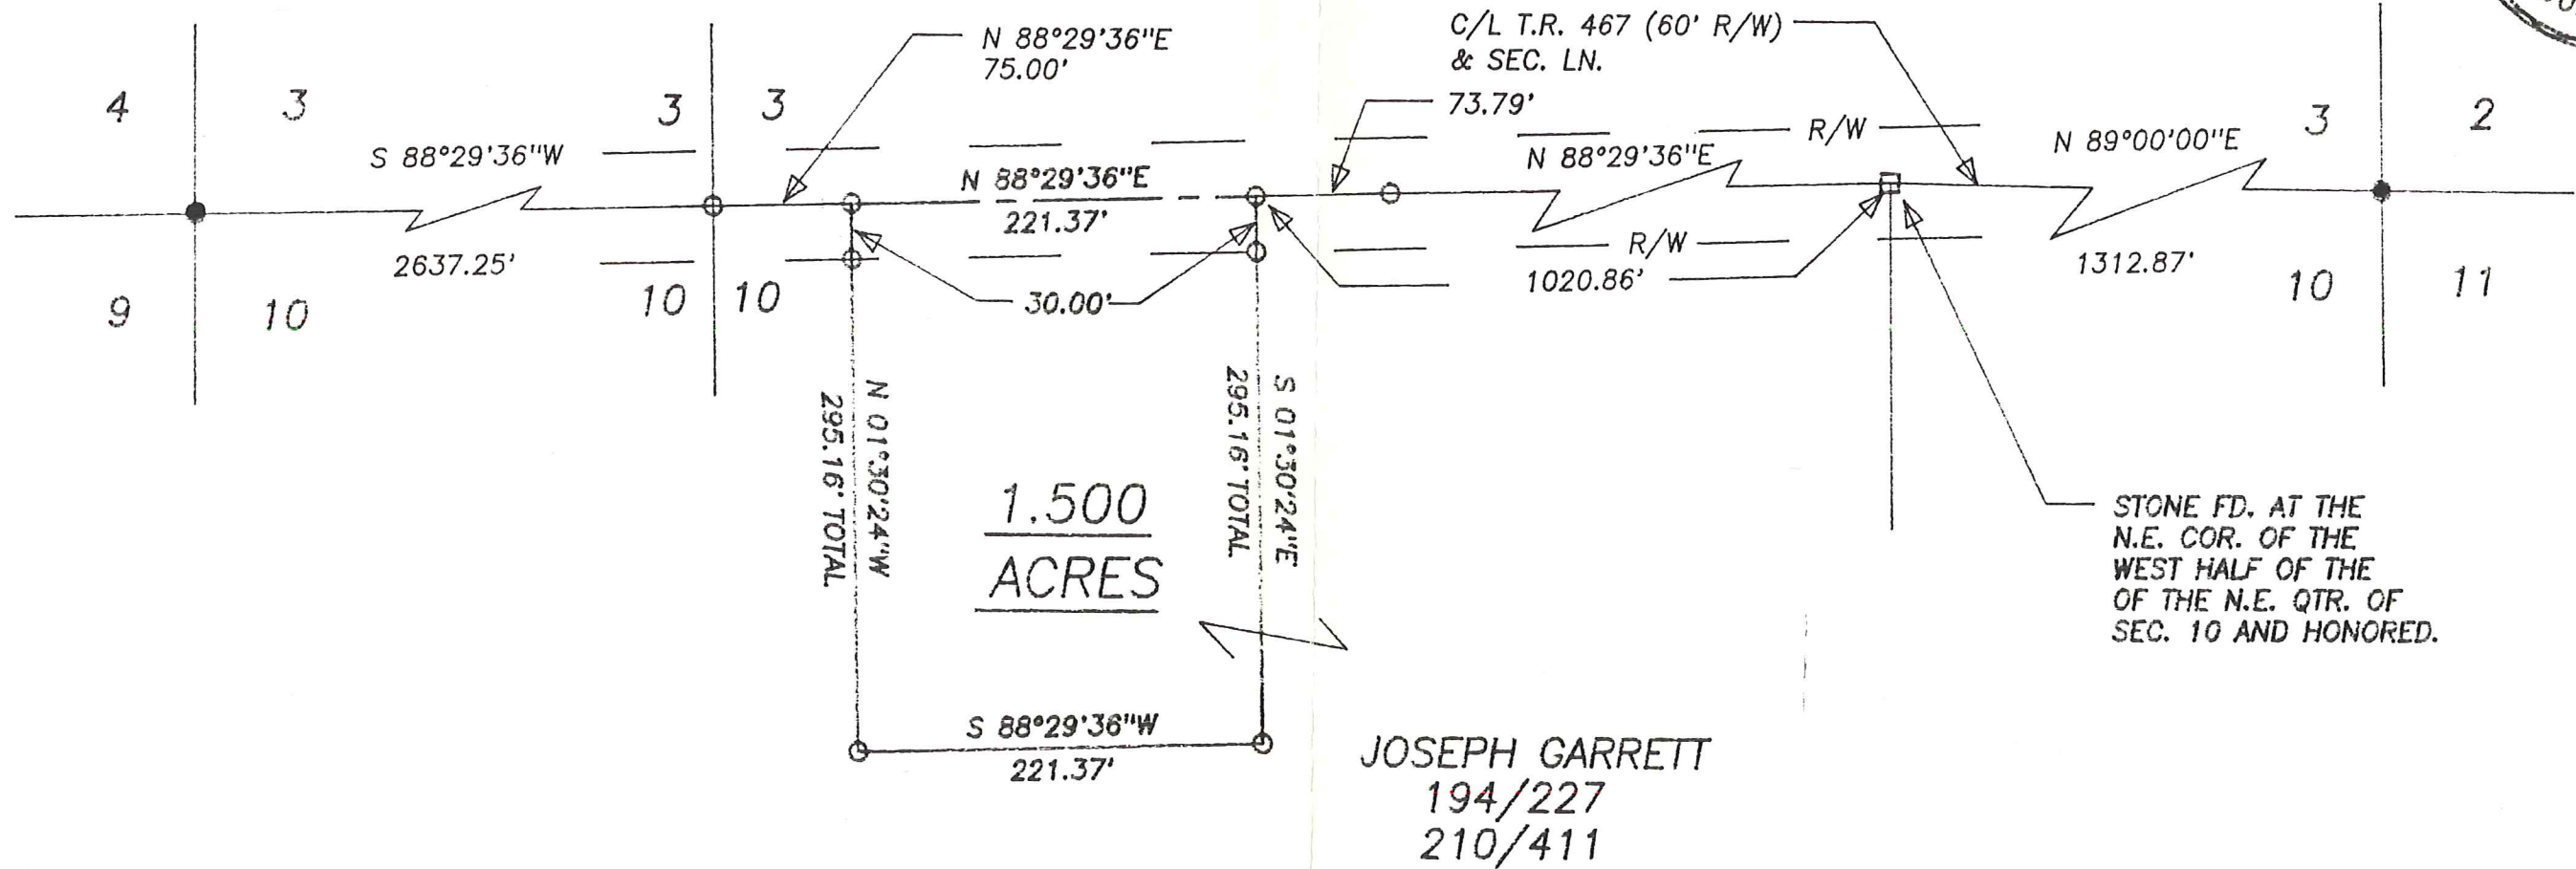 N 88°29'36"E
75.00'
C/L T.R. 467 (60' R/W)
& SEC. LN.
73.79'
4
3
3
3
3
2
S 88°29'36"W
N 88°29'36"E
221.37'
N 88°29'36"E
R/W
N 89°00'00"E
2637.25'
R/W
1020.86'
1312.87'
9
10
10
10
10
11
30.00'
N 01°30'24"W
295.16' TOTAL
S 01°30'24"E
295.16' TOTAL
1.500
ACRES
STONE FD. AT THE
N.E. COR. OF THE
WEST HALF OF THE
OF THE N.E. QTR. OF
SEC. 10 AND HONORED.
S 88°29'36"W
221.37'
JOSEPH GARRETT
194/227
210/411